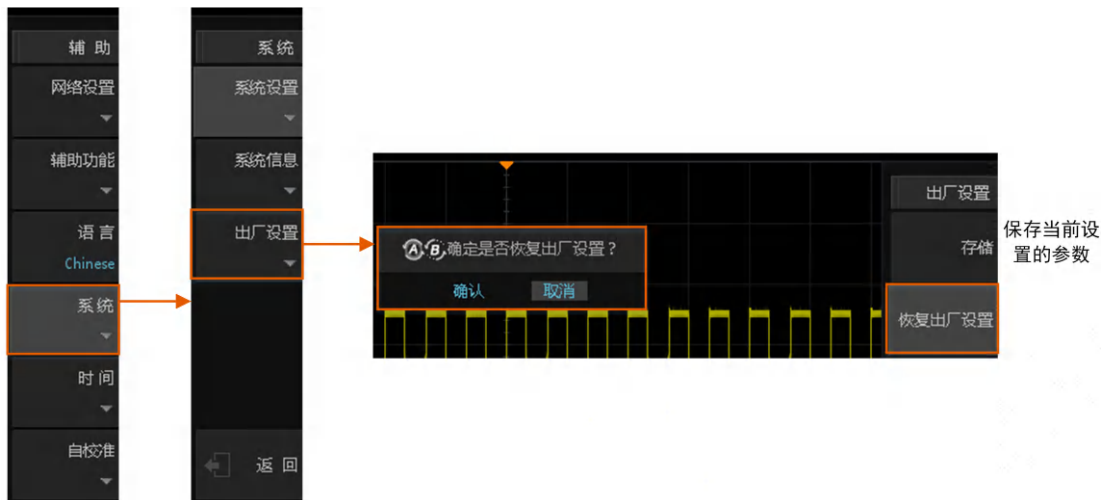 辅 助
网络设置
辅助功能
语 言
Chinese
系 统
时 间
自校准
系 统
系统设置
系统信息
出厂设置
返 回
AB确定是否恢复出厂设置？
确认 取消
出厂设置
存储
恢复出厂设置
保存当前设
置的参数